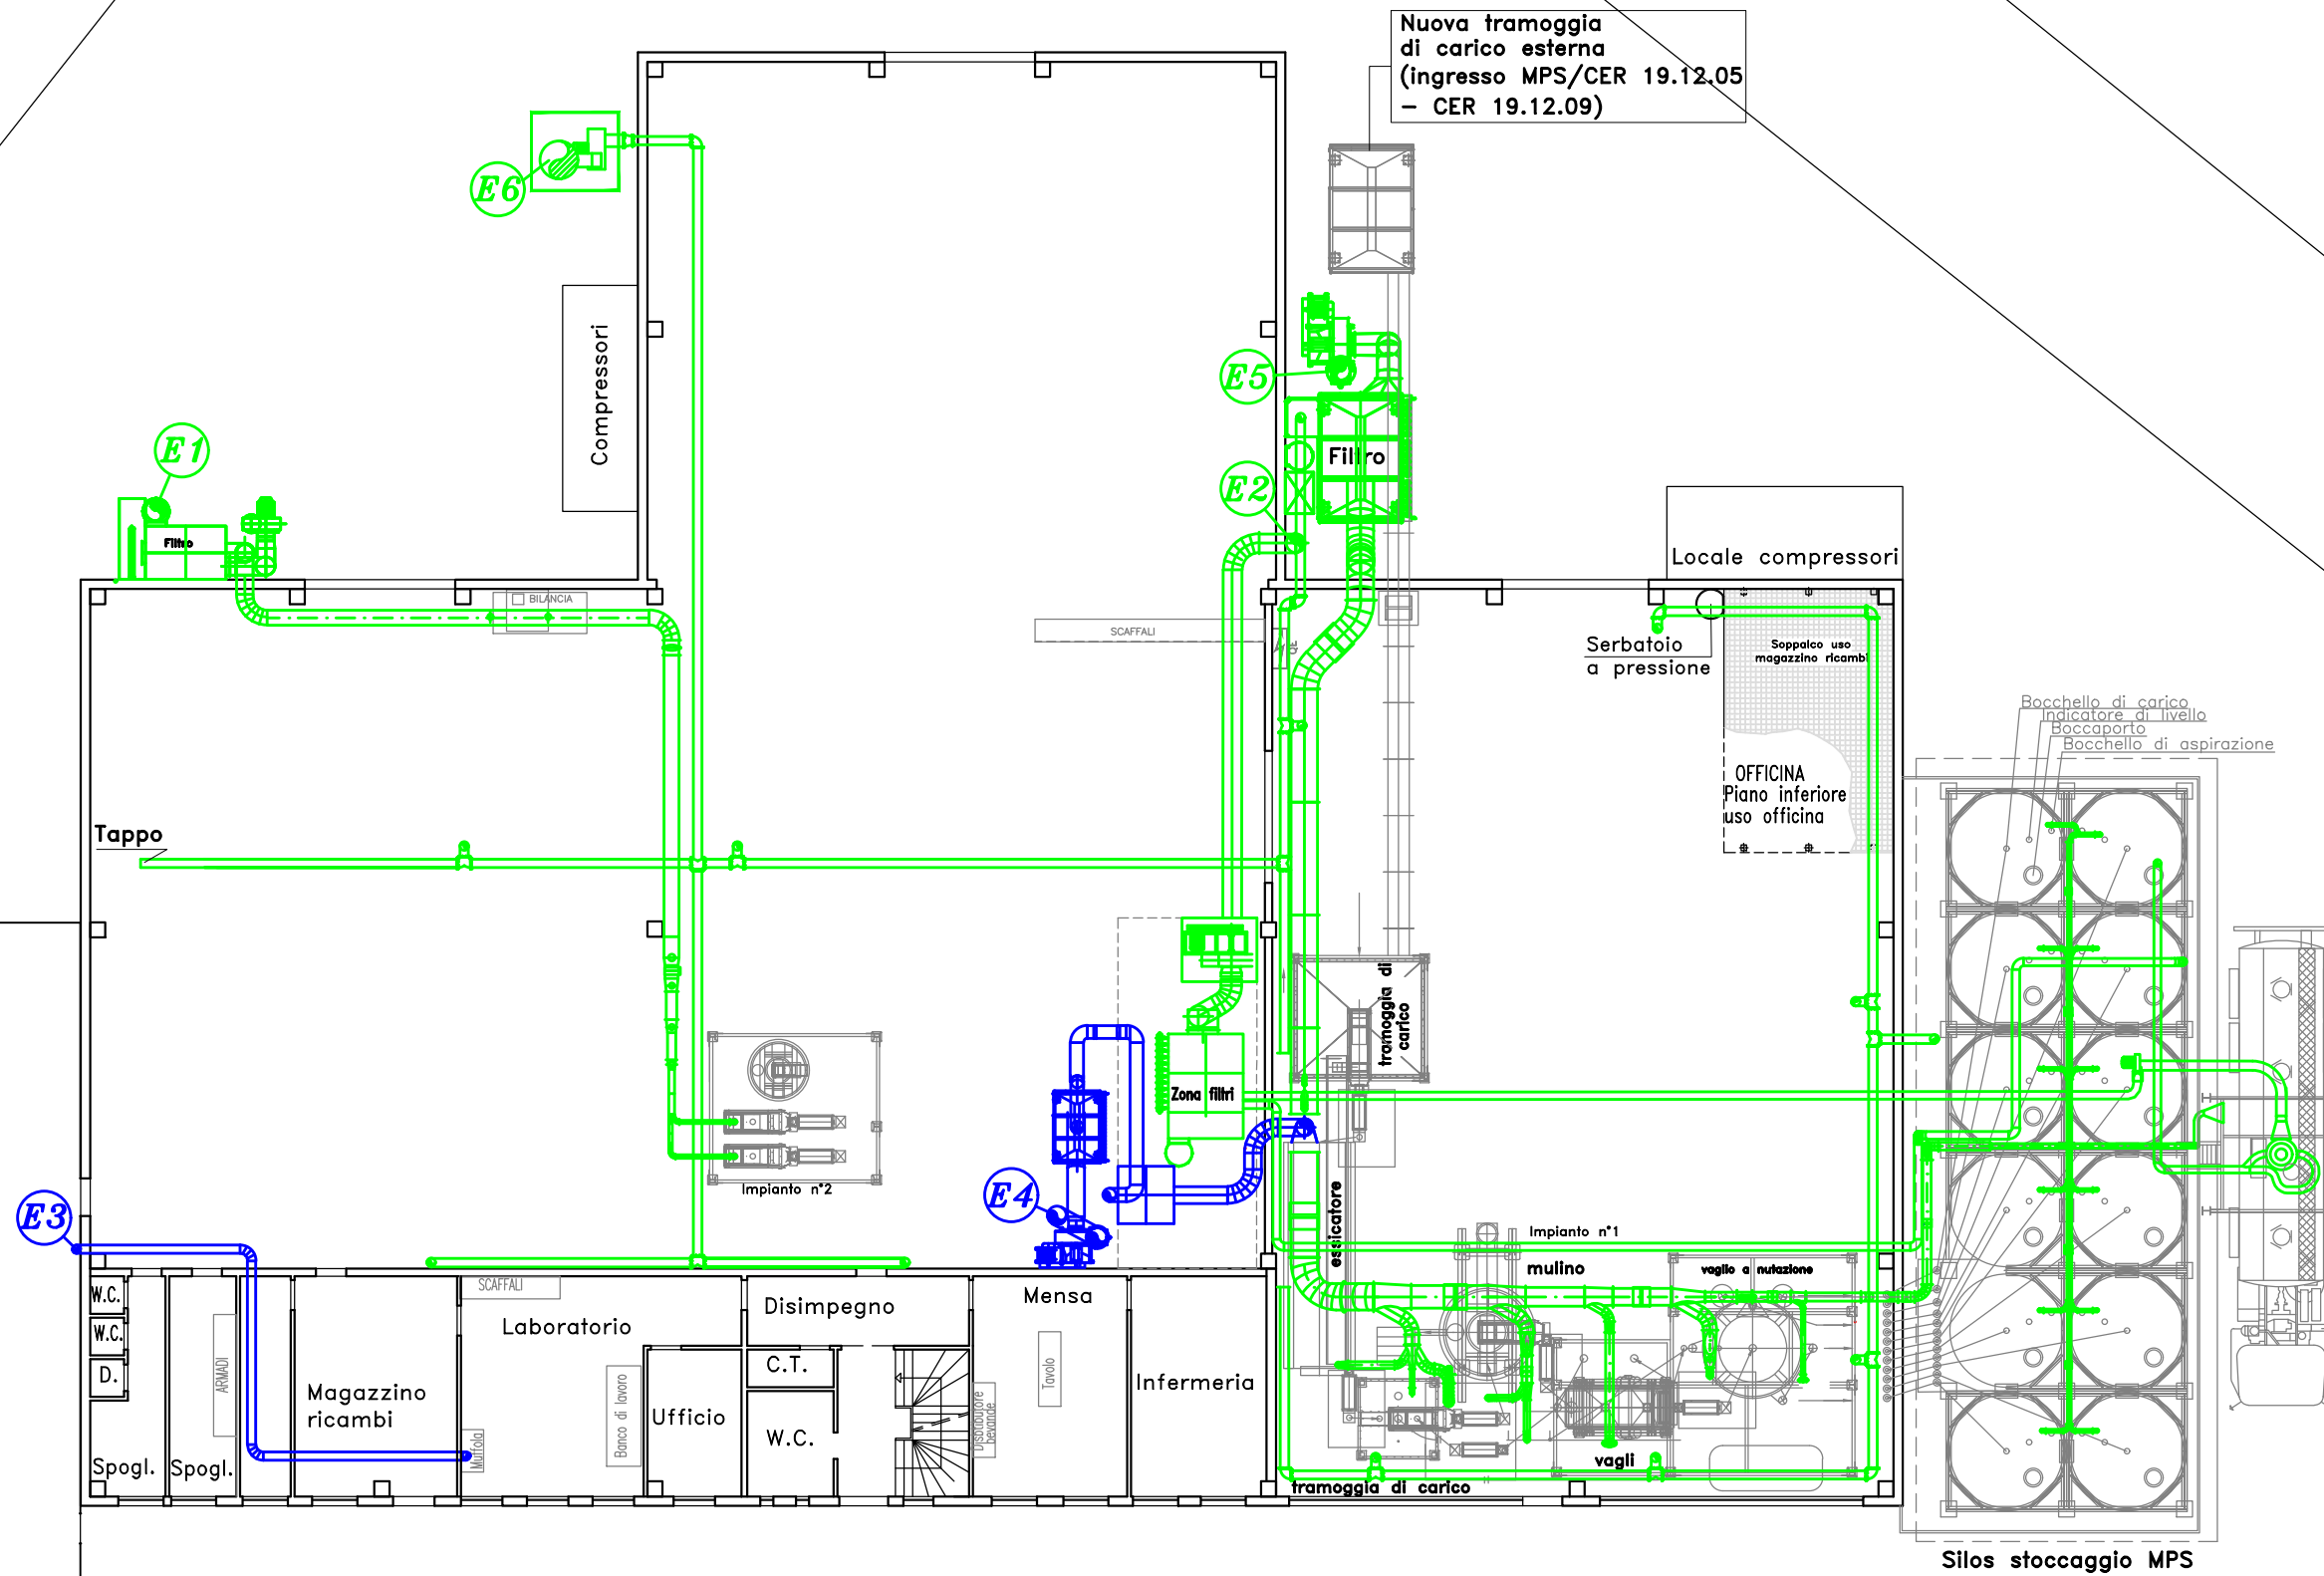 Nuova tramoggia
di carico esterna
(ingresso MPS/CER 19.12.05
- CER 19.12.09)
E6
Compressori
E5
E1
Filtro
E2
Filtro
Locale compressori
BILANCIA
SCAFFALI
QE
Serbatoio
a pressione
Soppalco uso
magazzino ricambi
Bocchello di carico
Indicatore di livello
Boccaporto
Bocchello di aspirazione
OFFICINA
Piano inferiore
uso officina
Tappo
tramoggia di
carico
Zona filtri
Impianto n°2
E4
E3
essicatore
Impianto n°1
mulino
vaglio a nutazione
W.C.
W.C.
D.
Spogl.
Spogl.
ARMADI
Magazzino
ricambi
SCAFFALI
Laboratorio
Muffola
Banco di lavoro
Ufficio
Disimpegno
C.T.
W.C.
Distributore
bevande
Mensa
Tavolo
Infermeria
vagli
tramoggia di carico
Silos stoccaggio MPS